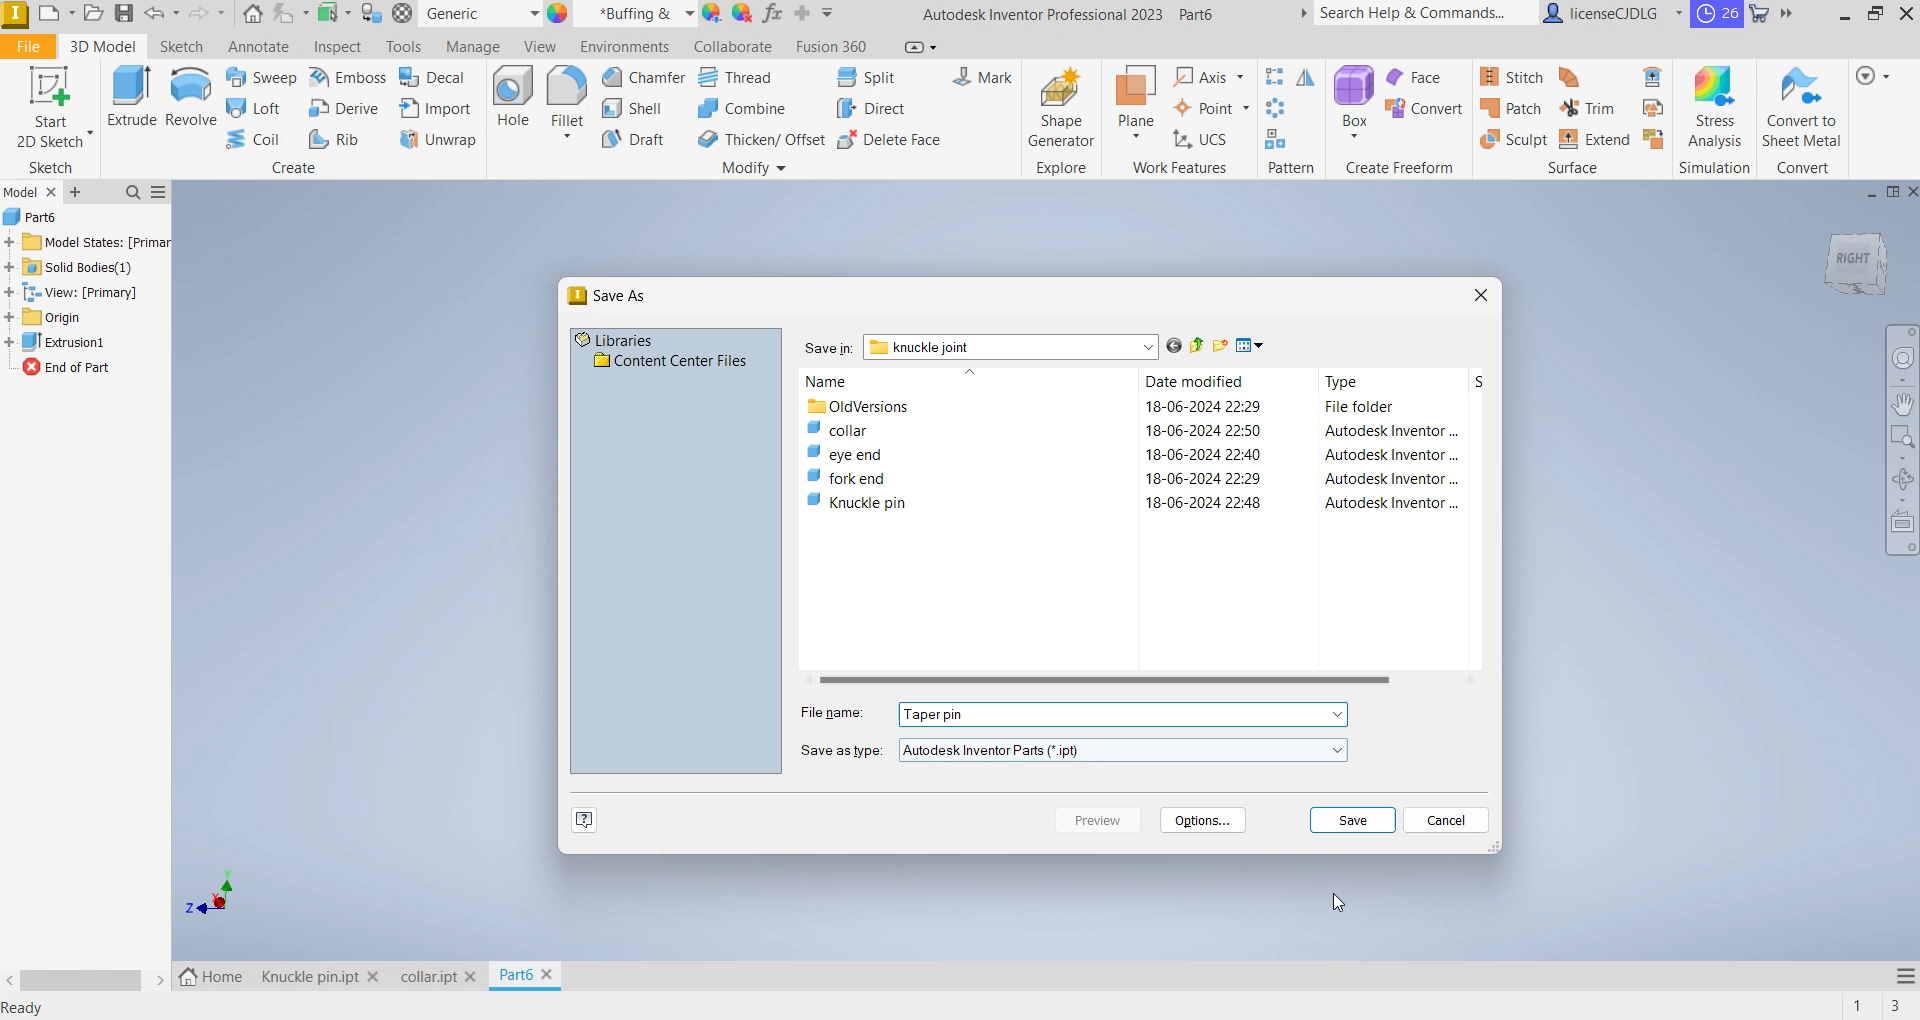 Generic
*Buffing &
Autodesk Inventor Professional 2023 Part6
Search Help & Commands...
licenseCJDLG
26
File 3D Model Sketch Annotate Inspect Tools Manage View Environments Collaborate Fusion 360
Start
2D Sketch
Sketch
Extrude
Revolve
Sweep
Loft
Coil
Emboss
Derive
Rib
Decal
Import
Unwrap
Create
Hole
Fillet
Chamfer
Shell
Draft
Thread
Combine
Thicken/ Offset
Split
Direct
Delete Face
Mark
Modify
Shape
Generator
Explore
Plane
Axis
Point
UCS
Work Features
Pattern
Box
Face
Convert
Create Freeform
Stitch
Patch
Sculpt
Trim
Extend
Surface
Stress
Analysis
Simulation
Convert to
Sheet Metal
Convert
Model
Part6
Model States: [Primar
Solid Bodies(1)
View: [Primary]
Origin
Extrusion1
End of Part
RIGHT
Save As
Libraries
Content Center Files
Save in: knuckle joint
Name Date modified Type S
OldVersions 18-06-2024 22:29 File folder
collar 18-06-2024 22:50 Autodesk Inventor ...
eye end 18-06-2024 22:40 Autodesk Inventor ...
fork end 18-06-2024 22:29 Autodesk Inventor ...
Knuckle pin 18-06-2024 22:48 Autodesk Inventor ...
File name: Taper pin
Save as type: Autodesk Inventor Parts (*.ipt)
Preview Options... Save Cancel
Y
X
Z
Home Knuckle pin.ipt collar.ipt Part6
Ready
1 3